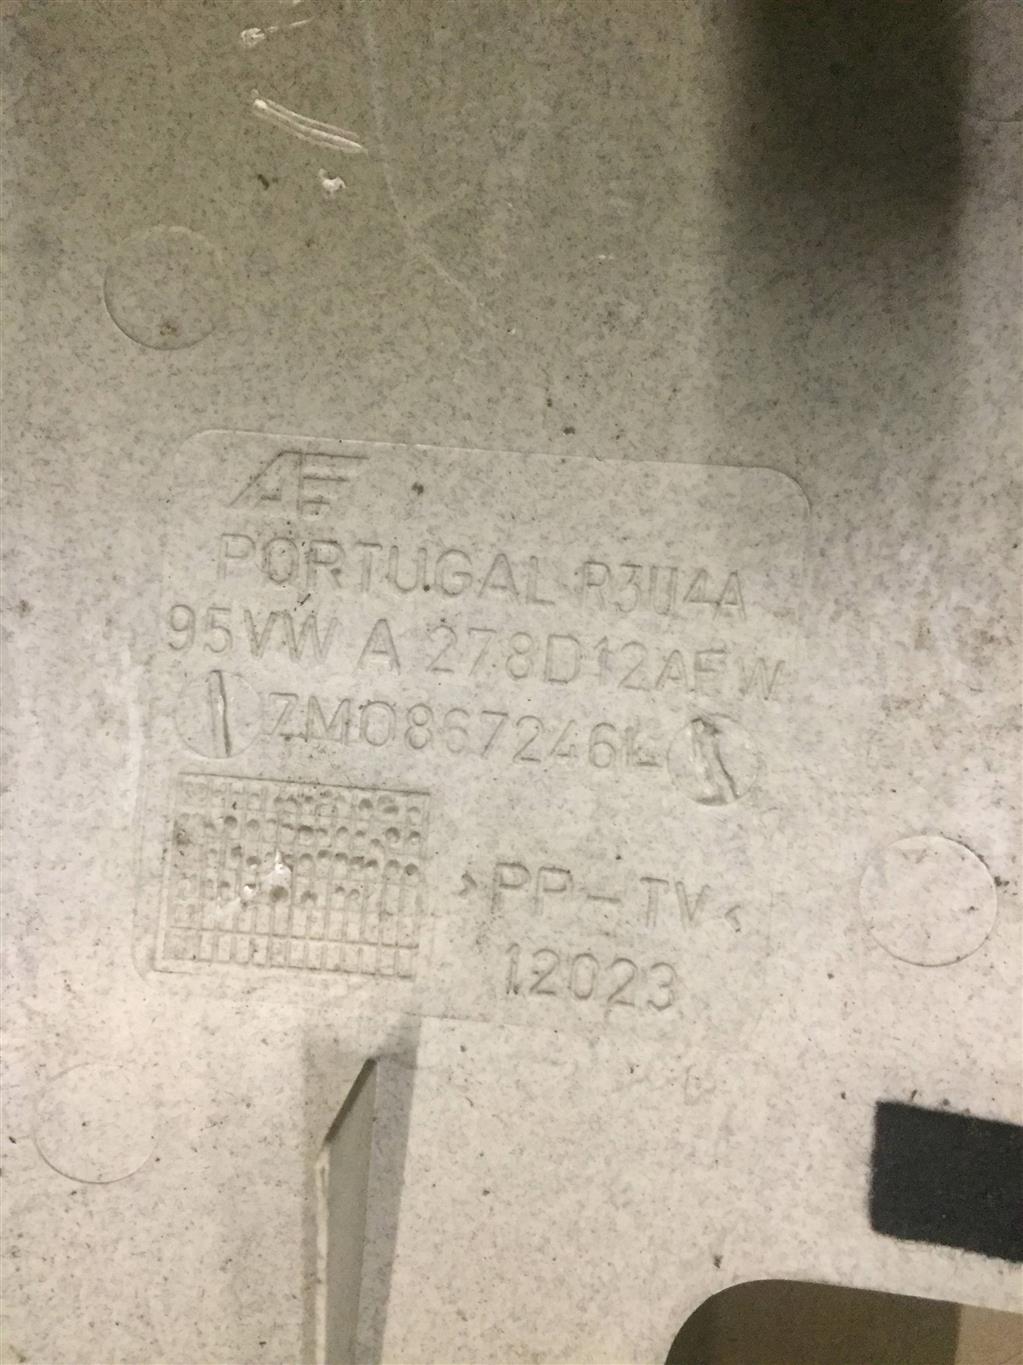 AE
PORTUGAL R3U4A
95VW A 278D12AEW
7M0867246L
>PP-TV<
12023